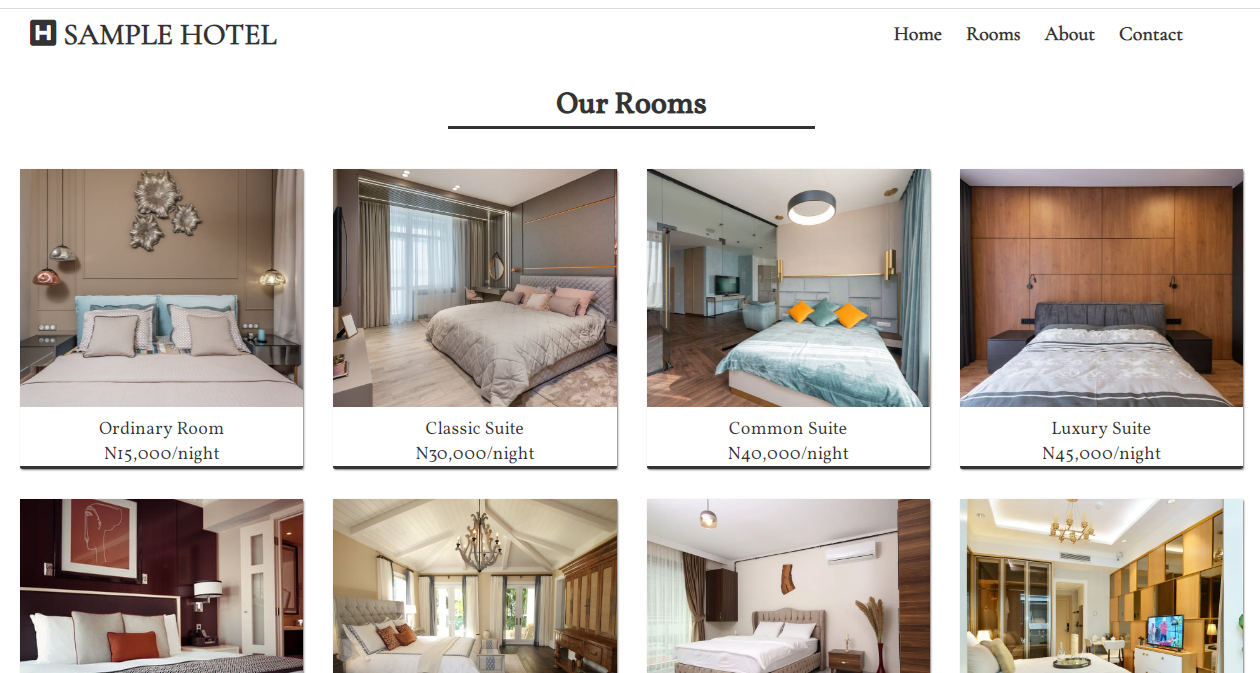 H SAMPLE HOTEL
Home Rooms About Contact
Our Rooms
Ordinary Room
N15,000/night
Classic Suite
N30,000/night
Common Suite
N40,000/night
Luxury Suite
N45,000/night